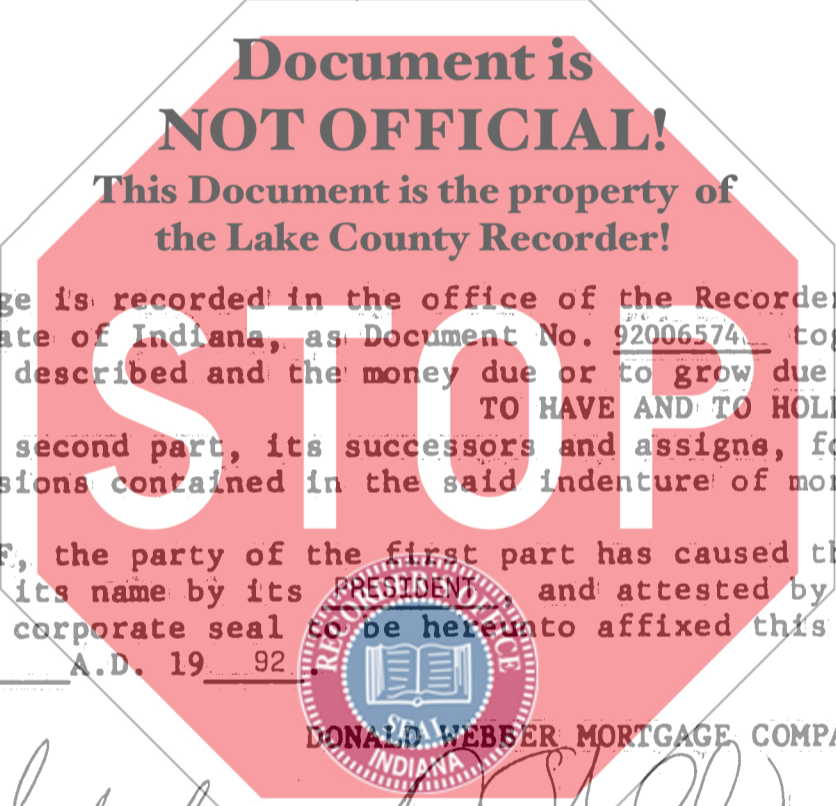 Document is
NOT OFFICIAL!
This Document is the property of
the Lake County Recorder!
STOP
ge is recorded in the office of the Recorder
ate of Indiana, as Document No. 92006574 tog
described and the money due or to grow due
TO HAVE AND TO HOL
second part, its successors and assigns, fo
sions contained in the said indenture of mor
F, the party of the first part has caused th
its name by its PRESIDENT, and attested by
corporate seal to be hereunto affixed this
A.D. 19 92.
SEAL
INDIANA
DONALD WEBBER MORTGAGE COMPA